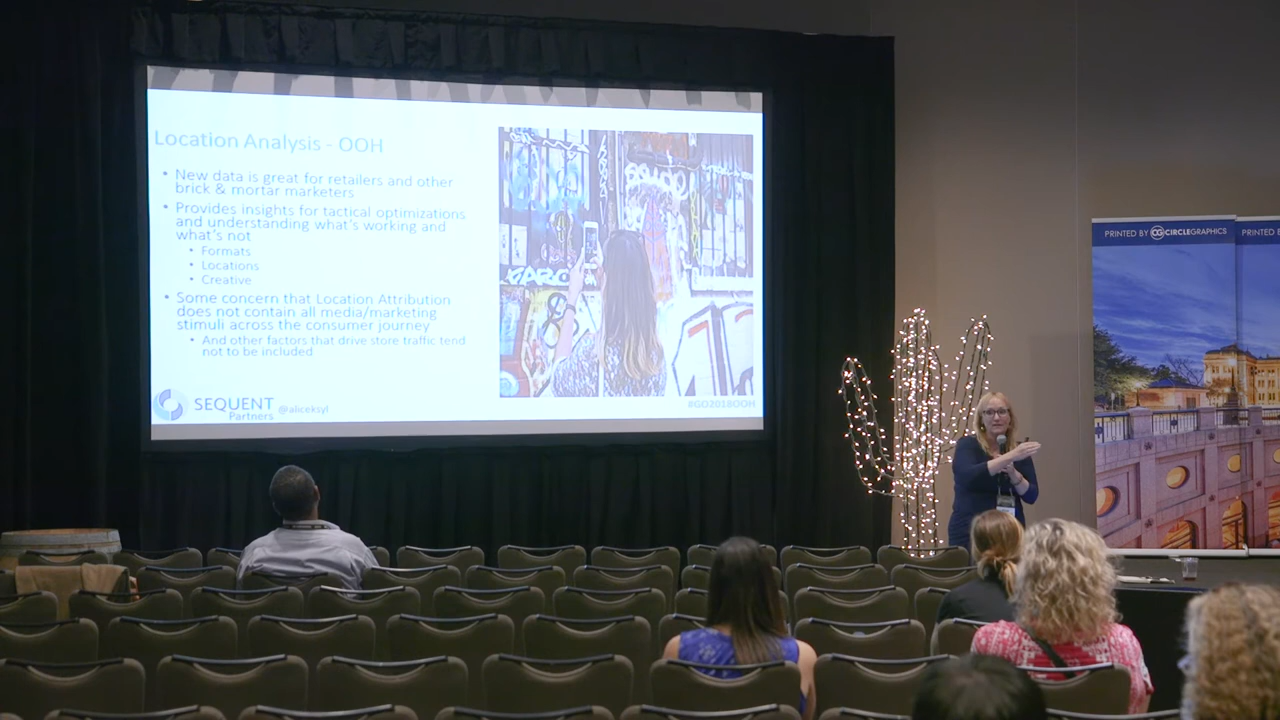 Location Analysis - OOH
• New data is great for retailers and other
brick & mortar marketers
• Provides insights for tactical optimizations
and understanding what's working and
what's not
• Formats
• Locations
• Creative
• Some concern that Location Attribution
does not contain all media/marketing
stimuli across the consumer journey
• And other factors that drive store traffic tend
not to be included
SEQUENT
Partners
@aliceksyl
#GO2018OOH
PRINTED BY CG CIRCLEGRAPHICS
PRINTED